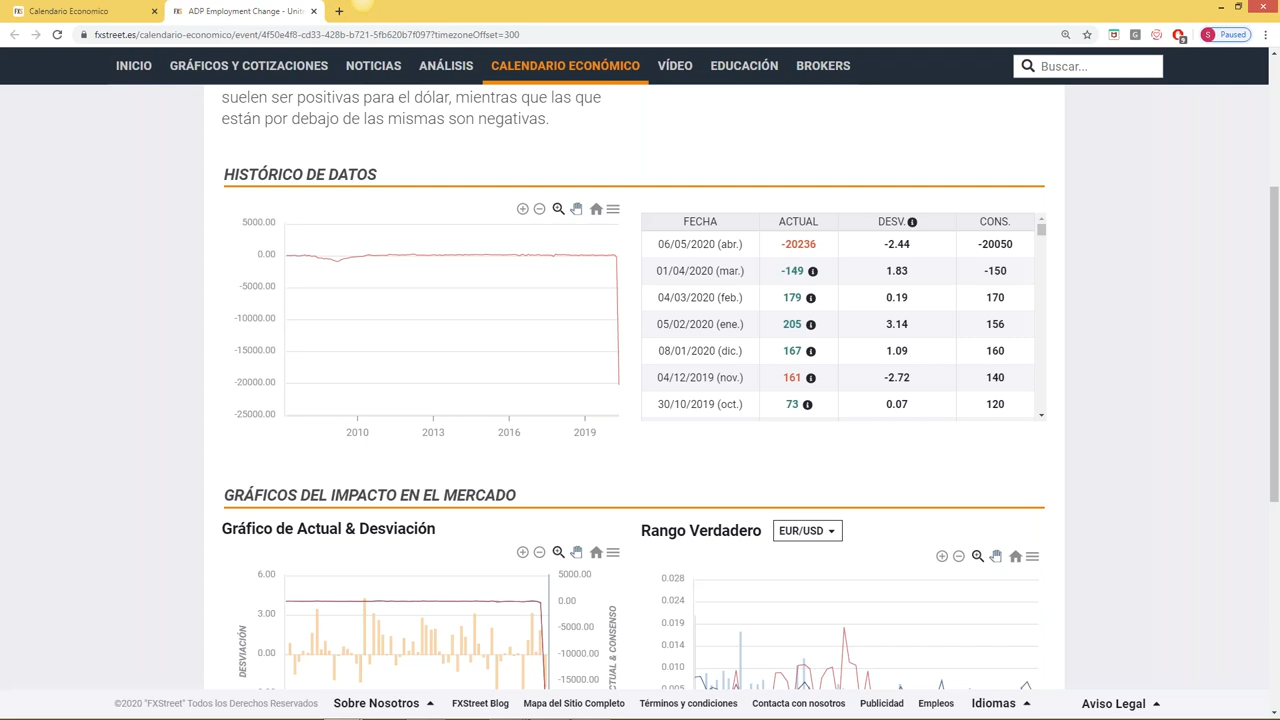 Calendario Economico
ADP Employment Change - Unite
fxstreet.es/calendario-economico/event/4f50e4f8-cd33-428b-b721-5fb620b7f097?timezoneOffset=300
Paused
INICIO GRÁFICOS Y COTIZACIONES NOTICIAS ANÁLISIS CALENDARIO ECONÓMICO VÍDEO EDUCACIÓN BROKERS Buscar...
suelen ser positivas para el dólar, mientras que las que
están por debajo de las mismas son negativas.
HISTÓRICO DE DATOS
5000.00
0.00
-5000.00
-10000.00
-15000.00
-20000.00
-25000.00
2010 2013 2016 2019
FECHA ACTUAL DESV. CONS.
06/05/2020 (abr.) -20236 -2.44 -20050
01/04/2020 (mar.) -149 1.83 -150
04/03/2020 (feb.) 179 0.19 170
05/02/2020 (ene.) 205 3.14 156
08/01/2020 (dic.) 167 1.09 160
04/12/2019 (nov.) 161 -2.72 140
30/10/2019 (oct.) 73 0.07 120
GRÁFICOS DEL IMPACTO EN EL MERCADO
Gráfico de Actual & Desviación
6.00
3.00
0.00
DESVIACIÓN
5000.00
0.00
-5000.00
-10000.00
-15000.00
CTUAL & CONSENSO
Rango Verdadero EUR/USD
0.028
0.024
0.019
0.014
0.010
0.005
©2020 "FXStreet" Todos los Derechos Reservados Sobre Nosotros FXStreet Blog Mapa del Sitio Completo Términos y condiciones Contacta con nosotros Publicidad Empleos Idiomas Aviso Legal